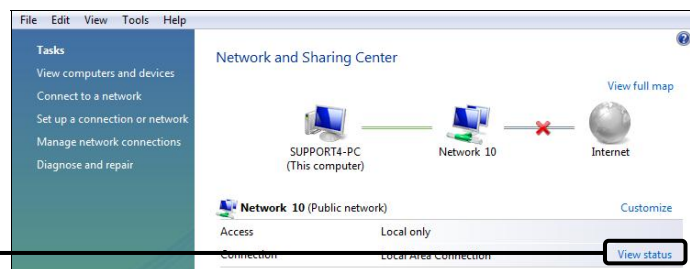 File Edit View Tools Help
Tasks
View computers and devices
Connect to a network
Set up a connection or network
Manage network connections
Diagnose and repair
Network and Sharing Center
View full map
SUPPORT4-PC
(This computer)
Network 10
Internet
Network 10 (Public network)
Customize
Access
Local only
Connection
Local Area Connection
View status